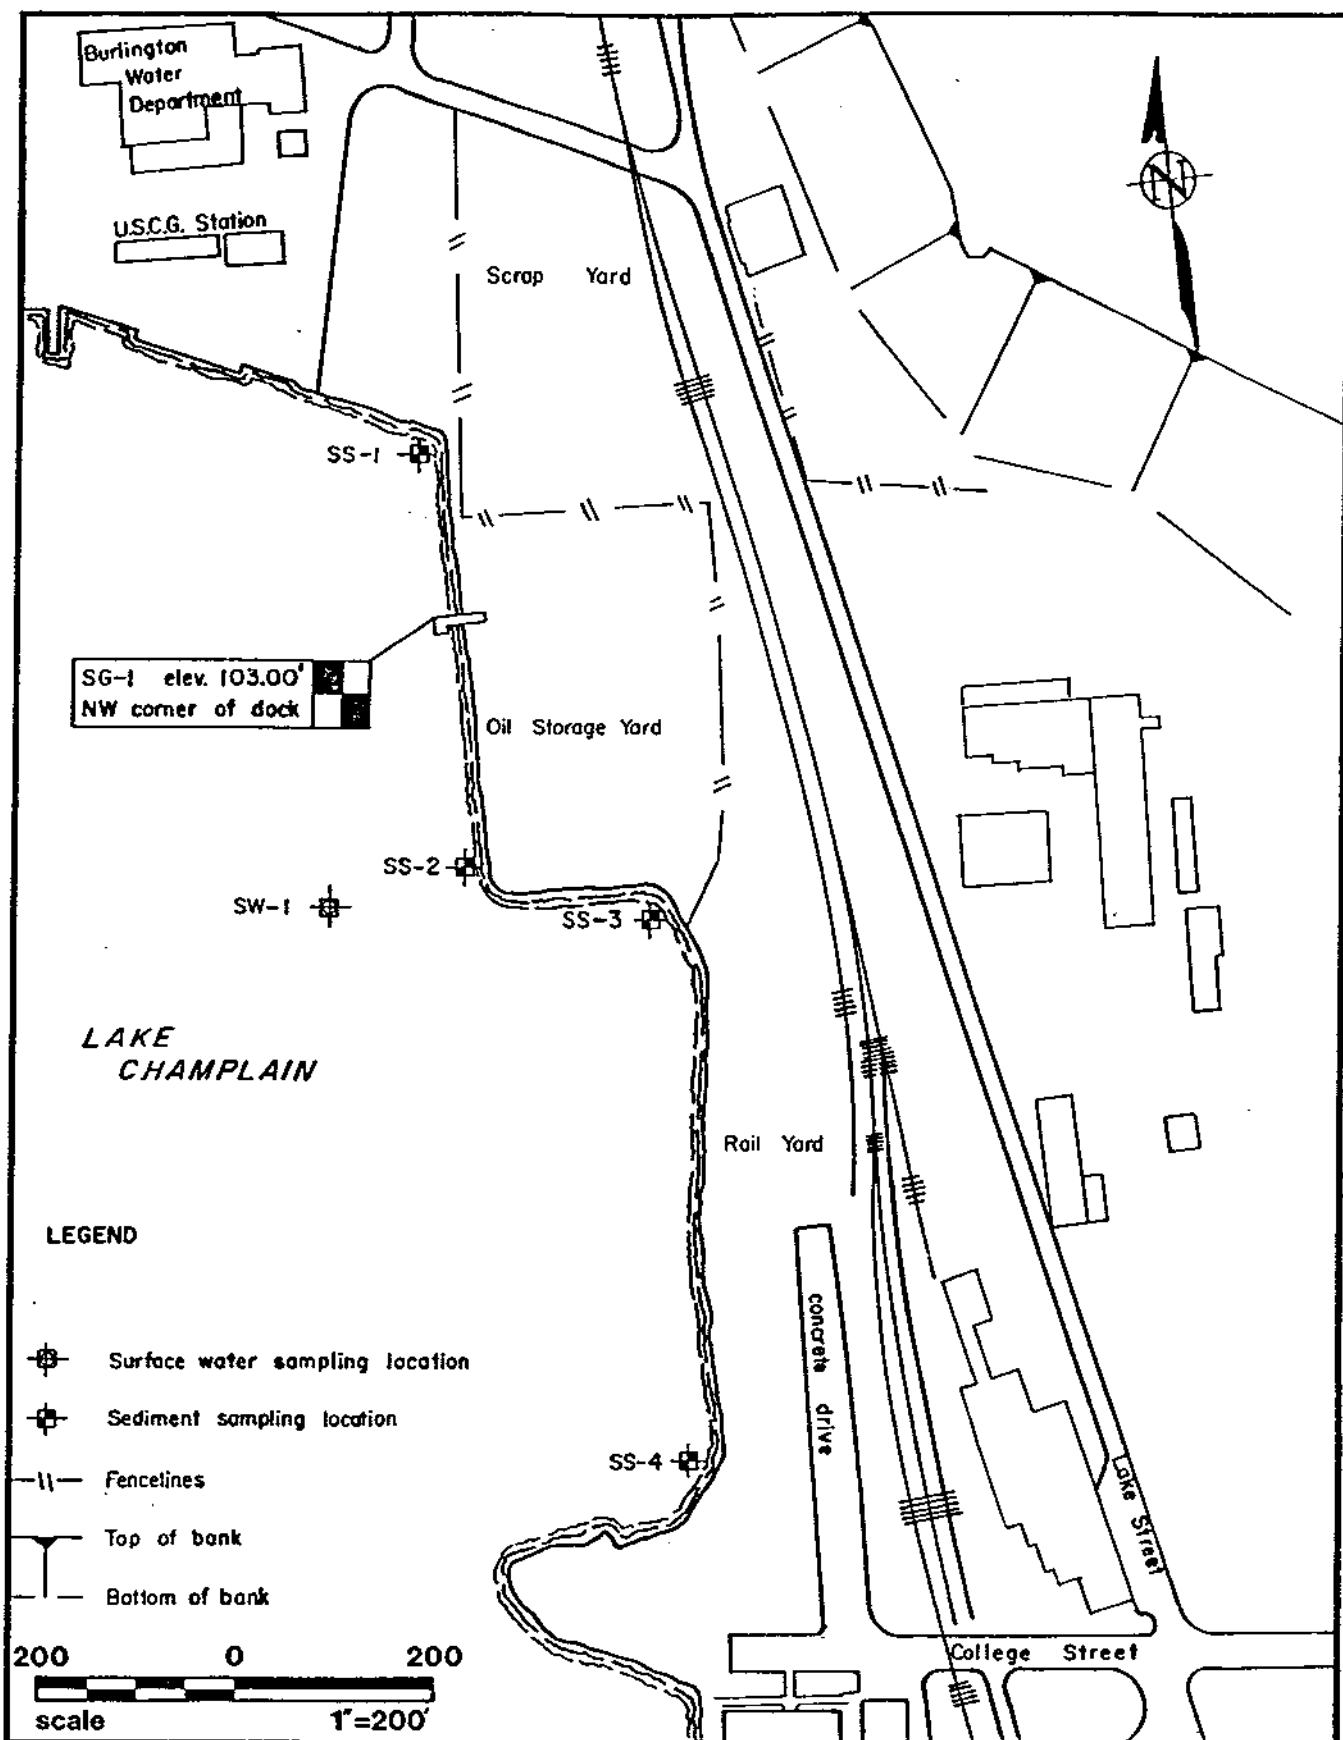 Burlington
Water
Department
U.S.C.G. Station
Scrap Yard
N
SS-1
SG-1 elev. 103.00'
NW corner of dock
Oil Storage Yard
SS-2
SW-1
SS-3
LAKE
CHAMPLAIN
Rail Yard
LEGEND
concrete drive
Surface water sampling location
Sediment sampling location
SS-4
Fencelines
Lake Street
Top of bank
Bottom of bank
College Street
200 0 200
scale 1"=200'